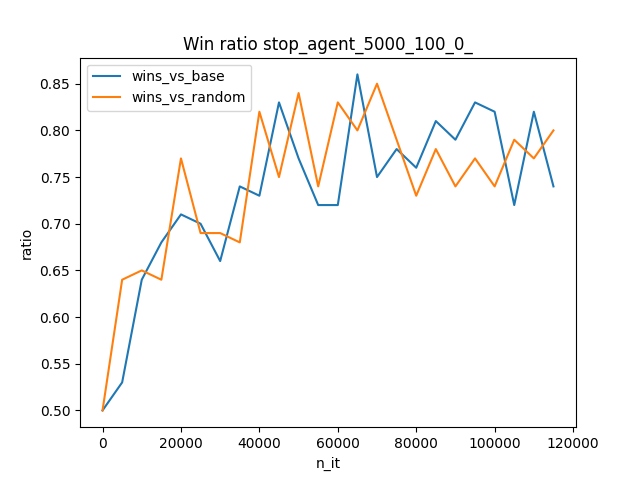 Win ratio stop_agent_5000_100_0_
wins_vs_base
wins_vs_random
0.85
0.80
0.75
0.70
0.65
0.60
0.55
0.50
ratio
0 20000 40000 60000 80000 100000 120000
n_it